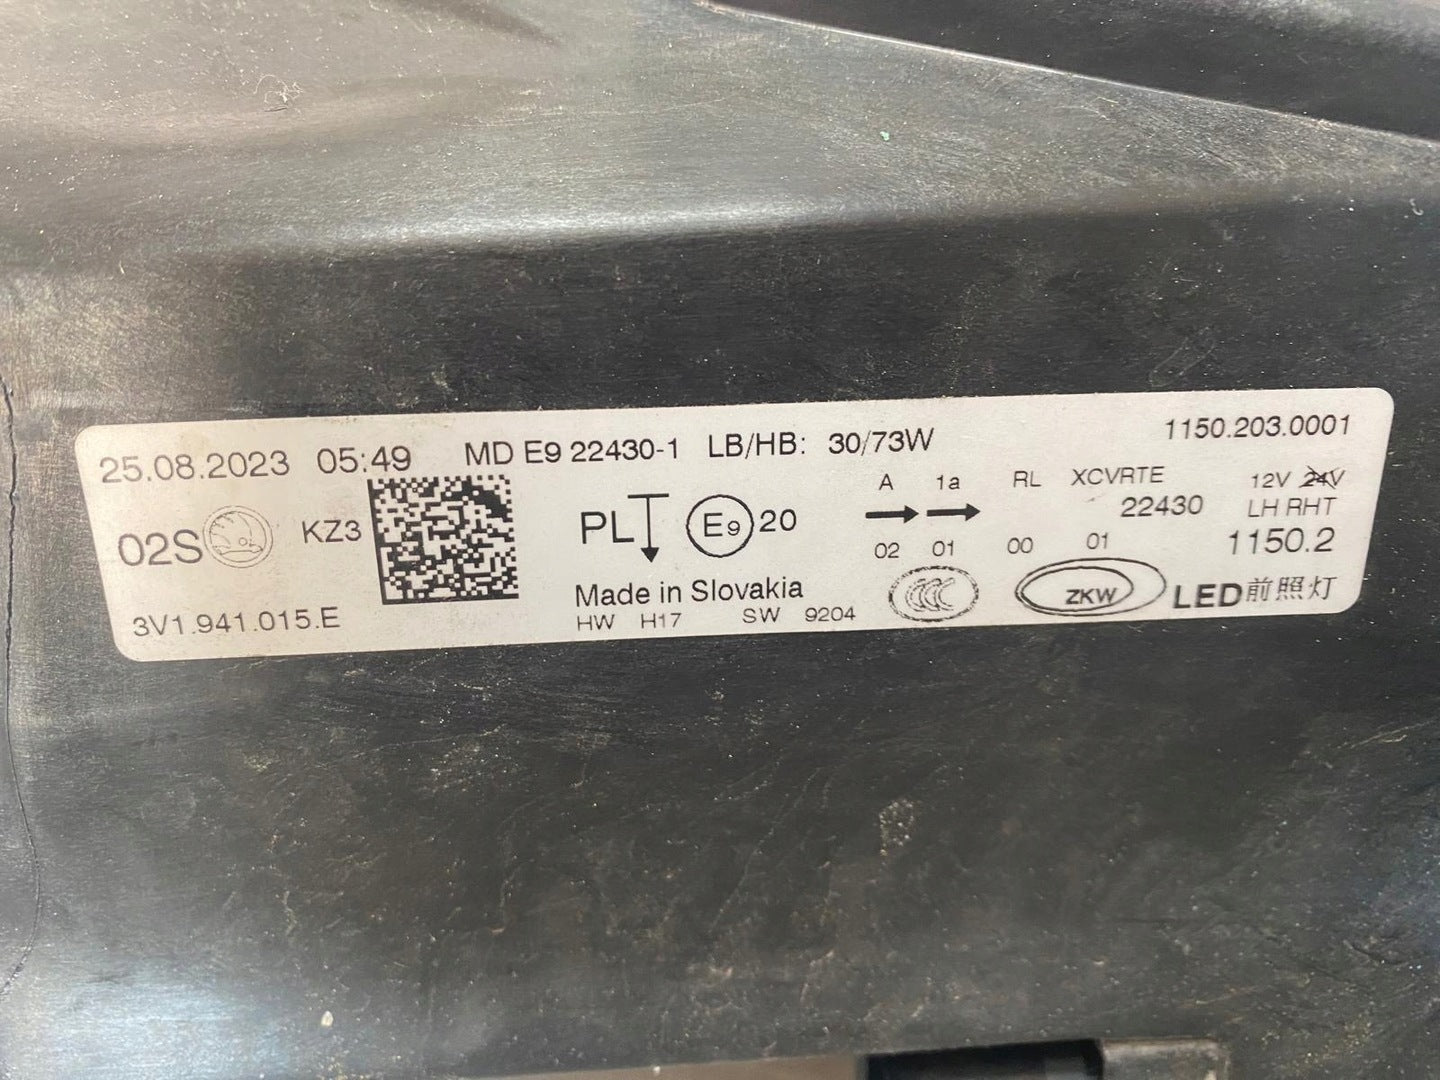 25.08.2023 05:49 MD E9 22430-1 LB/HB: 30/73W 1150.203.0001
A 1a RL XCVRTE 12V 24V
22430 LH RHT
02S KZ3 PL E9 20
02 01 00 01 1150.2
Made in Slovakia CCC ZKW LED前照灯
3V1.941.015.E HW H17 SW 9204